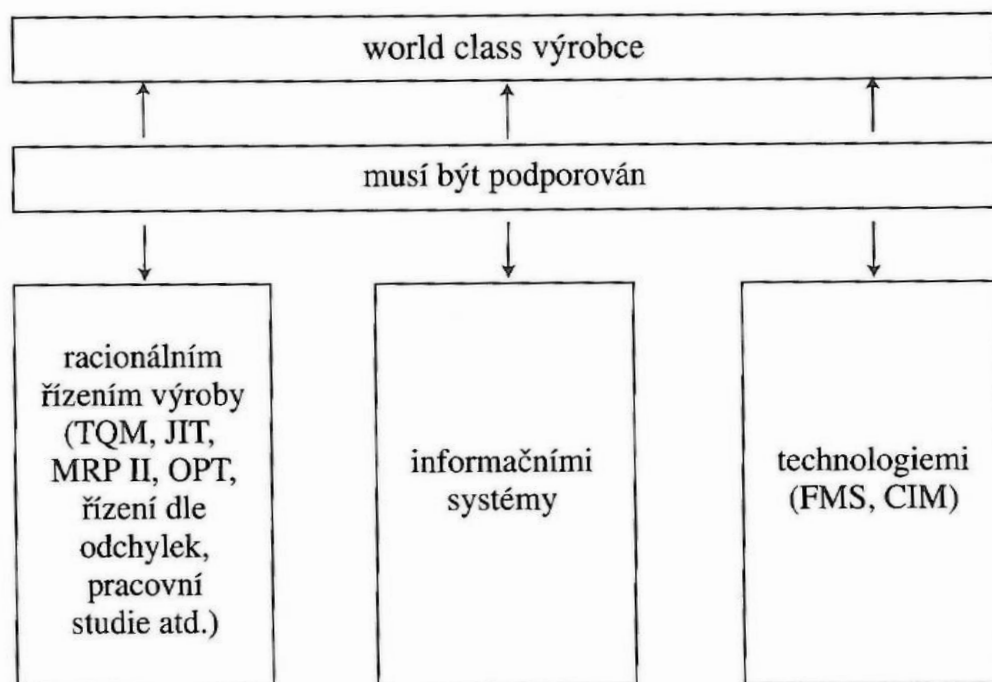 world class výrobce
musí být podporován
racionálním
řízením výroby
(TQM, JIT,
MRP II, OPT,
řízení dle
odchylek,
pracovní
studie atd.)
informačními
systémy
technologiemi
(FMS, CIM)